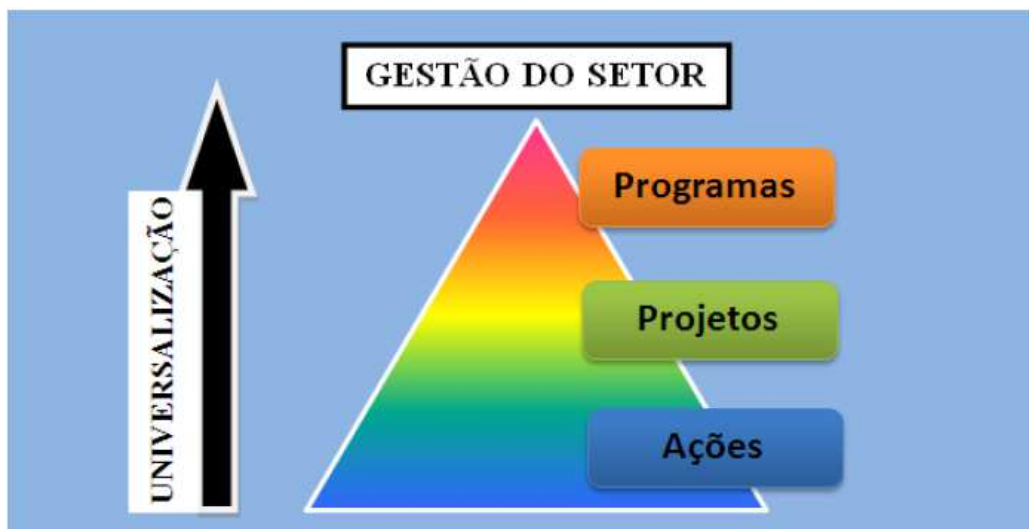 GESTÃO DO SETOR
UNIVERSALIZAÇÃO
Programas
Projetos
Ações